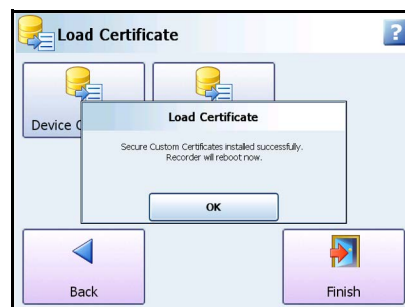 Load Certificate
?
Device
Load Certificate
Secure Custom Certificates installed successfully.
Recorder will reboot now.
OK
Back
Finish